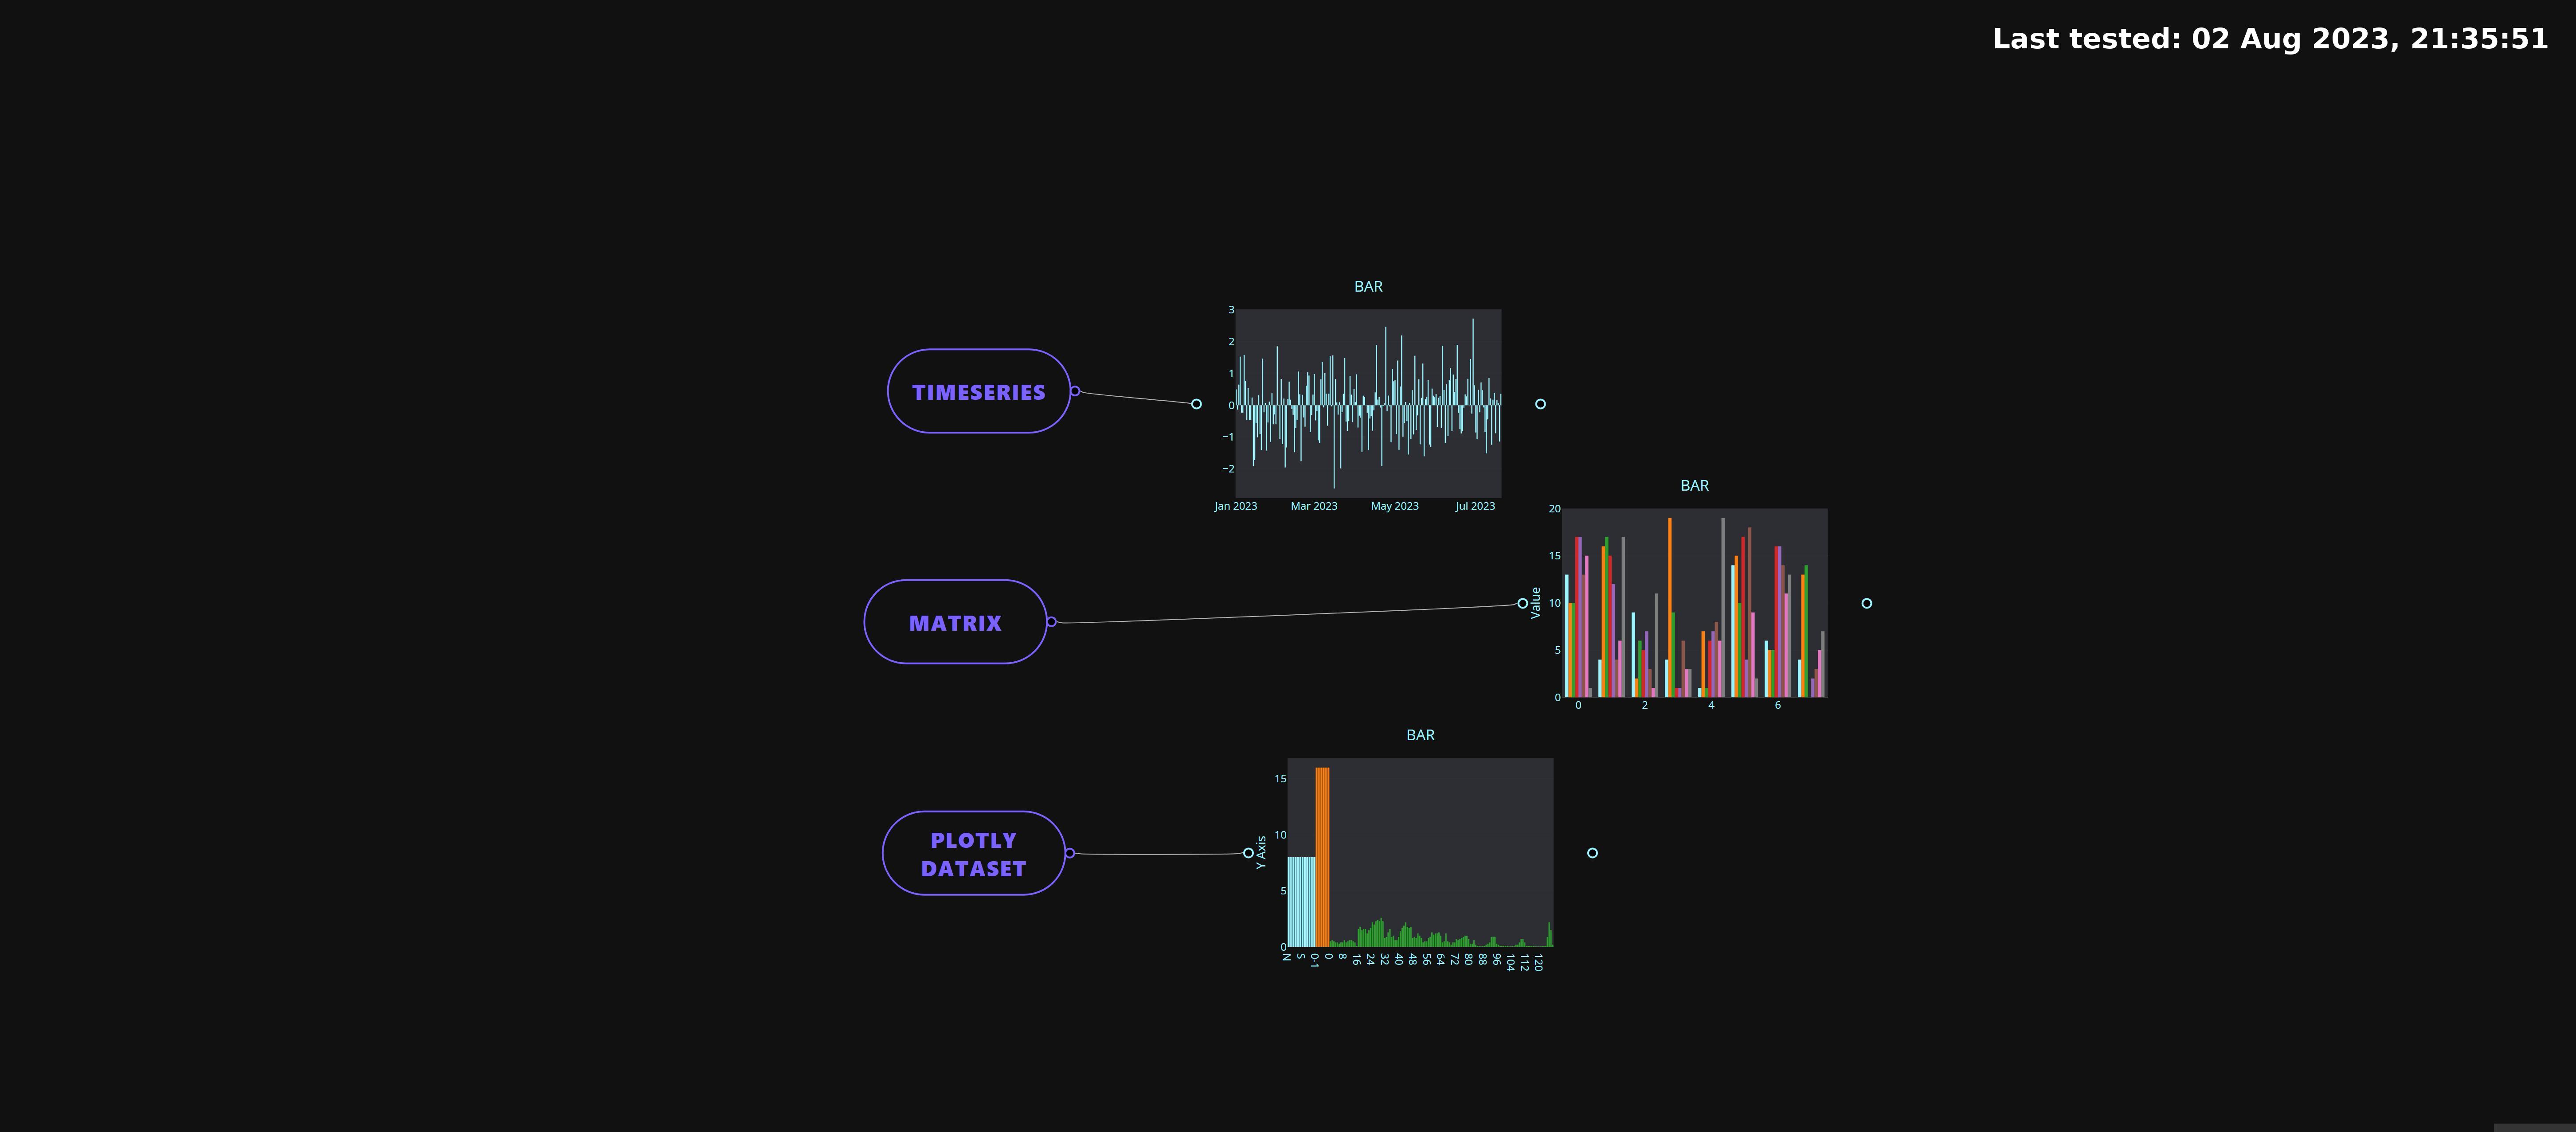 Last tested: 02 Aug 2023, 21:35:51
BAR
3
2
1
0
−1
−2
Jan 2023 Mar 2023 May 2023 Jul 2023
TIMESERIES
BAR
Value
20
15
10
5
0
0 2 4 6
MATRIX
BAR
Y Axis
15
10
5
0
N S 0-1 0 8 16 24 32 40 48 56 64 72 80 88 96 104 112 120
PLOTLY
DATASET